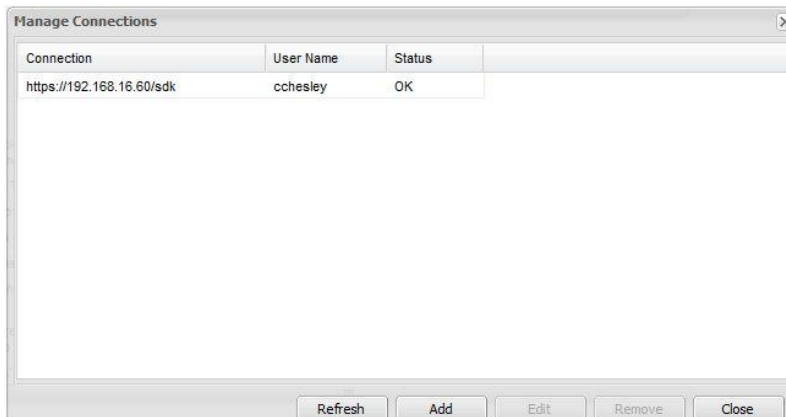 Manage Connections
Connection User Name Status
https://192.168.16.60/sdk cchesley OK
Refresh Add Edit Remove Close